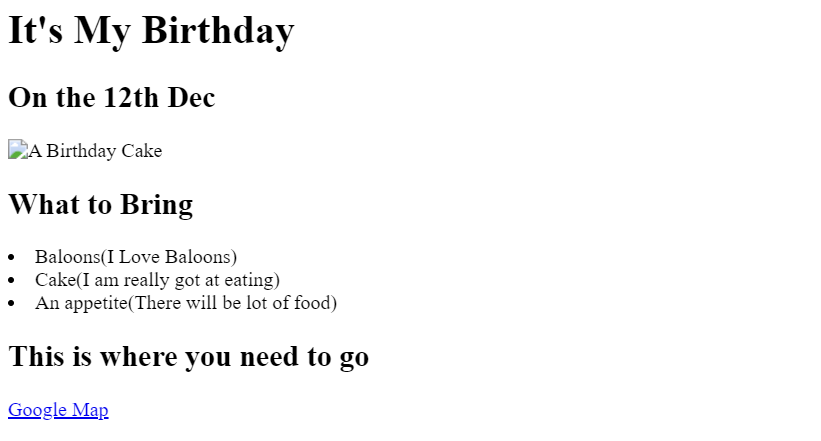 It's My Birthday
On the 12th Dec
A Birthday Cake
What to Bring
Baloons(I Love Baloons)
Cake(I am really got at eating)
An appetite(There will be lot of food)
This is where you need to go
Google Map